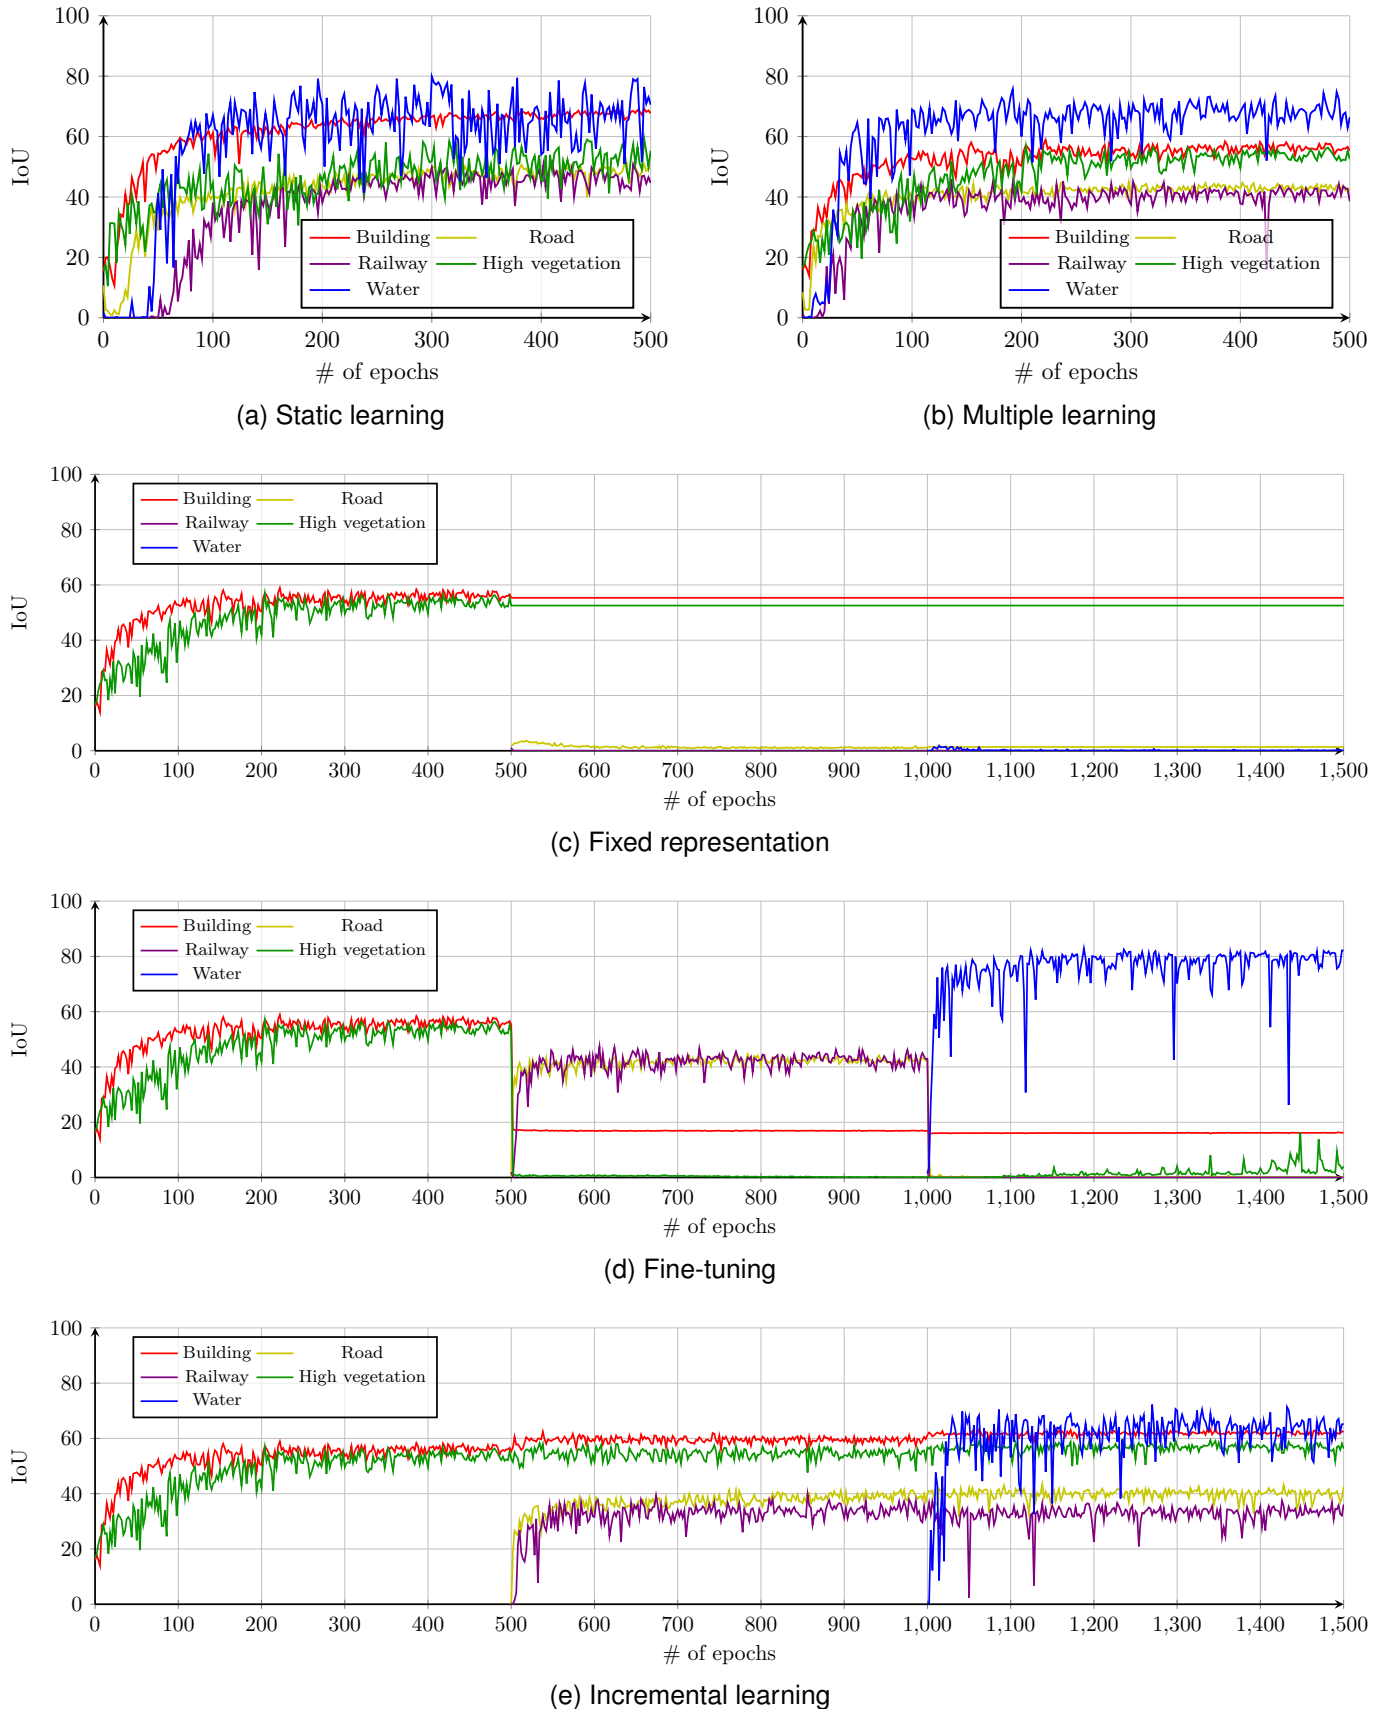 100
80
60
40
20
0
IoU
0 100 200 300 400 500
# of epochs
Building Road
Railway High vegetation
Water
(a) Static learning
100
80
60
40
20
0
IoU
0 100 200 300 400 500
# of epochs
Building Road
Railway High vegetation
Water
(b) Multiple learning
100
80
60
40
20
0
IoU
Building Road
Railway High vegetation
Water
0 100 200 300 400 500 600 700 800 900 1,000 1,100 1,200 1,300 1,400 1,500
# of epochs
(c) Fixed representation
100
80
60
40
20
0
IoU
Building Road
Railway High vegetation
Water
0 100 200 300 400 500 600 700 800 900 1,000 1,100 1,200 1,300 1,400 1,500
# of epochs
(d) Fine-tuning
100
80
60
40
20
0
IoU
Building Road
Railway High vegetation
Water
0 100 200 300 400 500 600 700 800 900 1,000 1,100 1,200 1,300 1,400 1,500
# of epochs
(e) Incremental learning